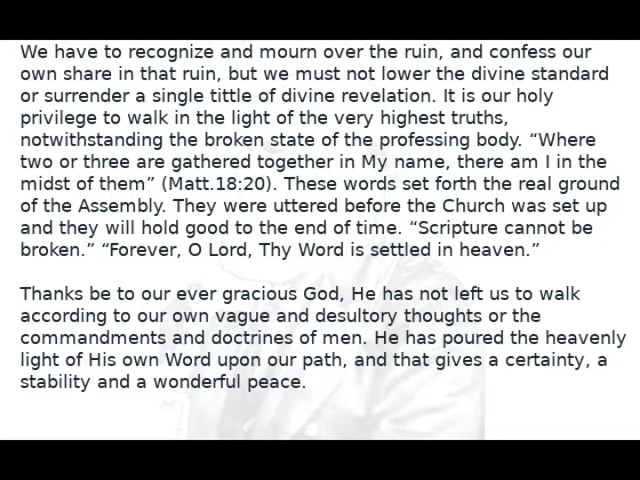 We have to recognize and mourn over the ruin, and confess our
own share in that ruin, but we must not lower the divine standard
or surrender a single tittle of divine revelation. It is our holy
privilege to walk in the light of the very highest truths,
notwithstanding the broken state of the professing body. “Where
two or three are gathered together in My name, there am I in the
midst of them” (Matt.18:20). These words set forth the real ground
of the Assembly. They were uttered before the Church was set up
and they will hold good to the end of time. “Scripture cannot be
broken.” “Forever, O Lord, Thy Word is settled in heaven.”
Thanks be to our ever gracious God, He has not left us to walk
according to our own vague and desultory thoughts or the
commandments and doctrines of men. He has poured the heavenly
light of His own Word upon our path, and that gives a certainty, a
stability and a wonderful peace.